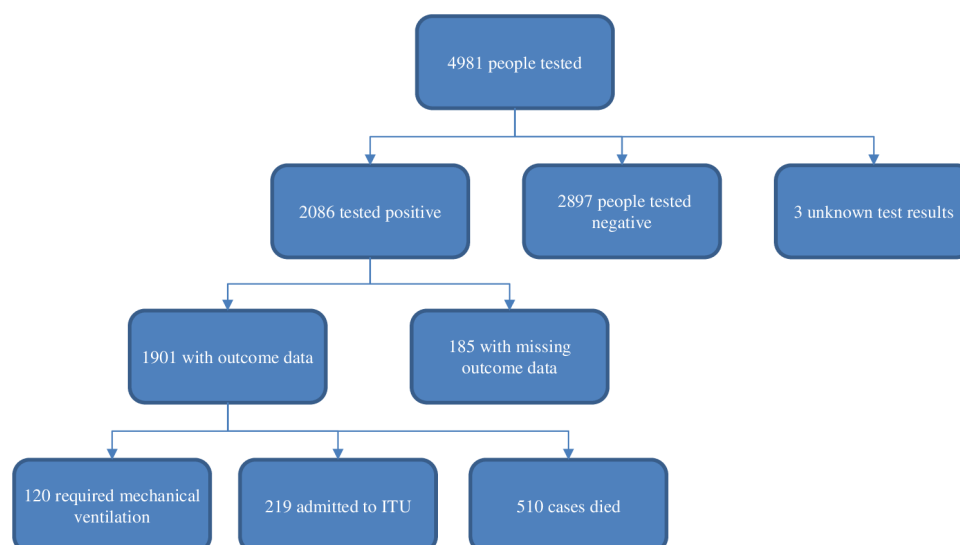 4981 people tested
2086 tested positive
2897 people tested
negative
3 unknown test results
1901 with outcome data
185 with missing
outcome data
120 required mechanical
ventilation
219 admitted to ITU
510 cases died